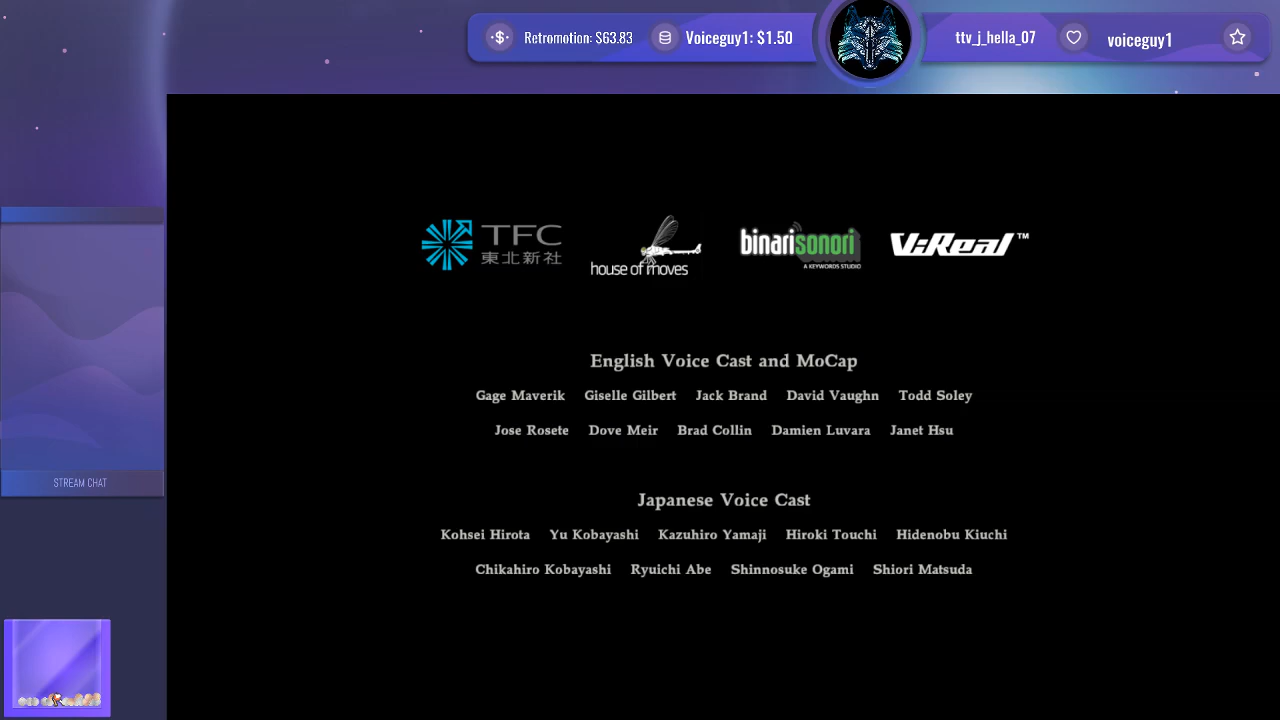 Retromotion: $63.83
Voiceguy1: $1.50
ttv_j_hella_07
voiceguy1
TFC
東北新社
house of moves
binarisonori
A KEYWORDS STUDIO
ViReal™
English Voice Cast and MoCap
Gage Maverik Giselle Gilbert Jack Brand David Vaughn Todd Soley
Jose Rosete Dove Meir Brad Collin Damien Luvara Janet Hsu
Japanese Voice Cast
Kohsei Hirota Yu Kobayashi Kazuhiro Yamaji Hiroki Touchi Hidenobu Kiuchi
Chikahiro Kobayashi Ryuichi Abe Shinnosuke Ogami Shiori Matsuda
STREAM CHAT